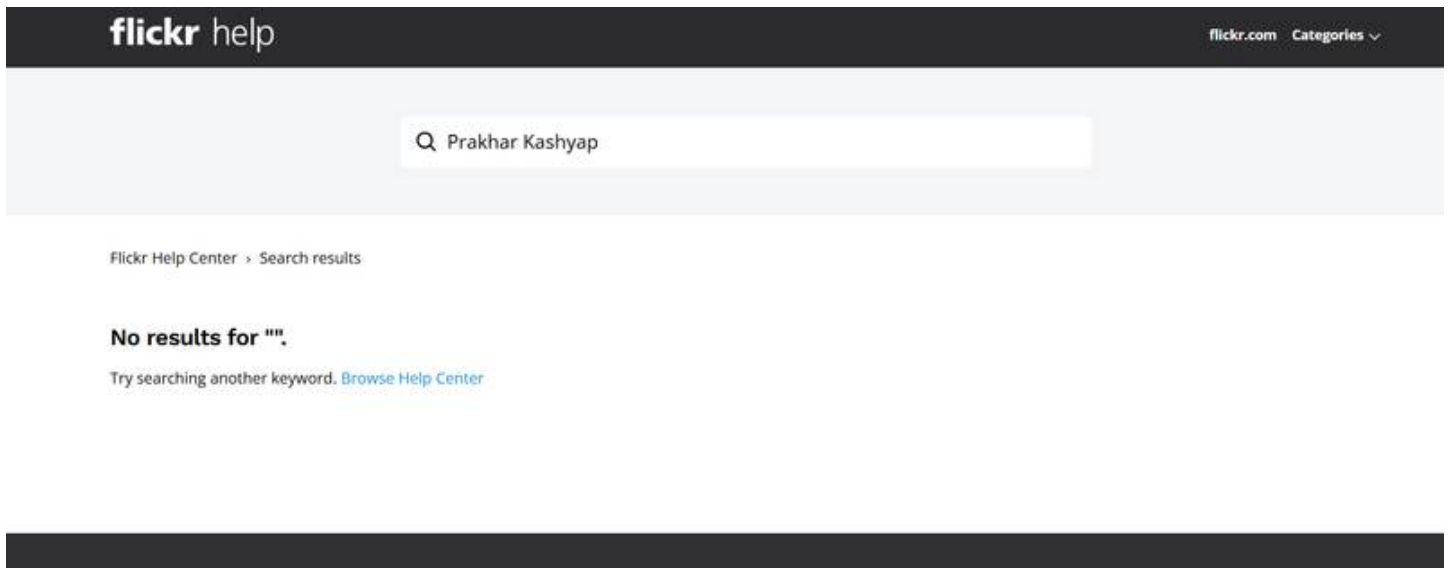 flickr help
flickr.com Categories
Prakhar Kashyap
Flickr Help Center › Search results
No results for "".
Try searching another keyword. Browse Help Center